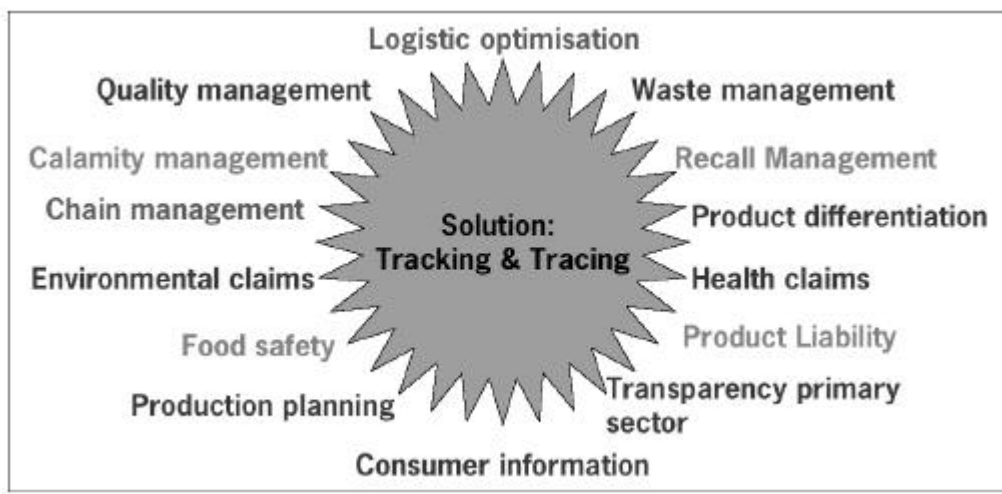 Logistic optimisation
Quality management
Waste management
Calamity management
Recall Management
Chain management
Product differentiation
Solution:
Tracking & Tracing
Environmental claims
Health claims
Food safety
Product Liability
Production planning
Transparency primary
sector
Consumer information